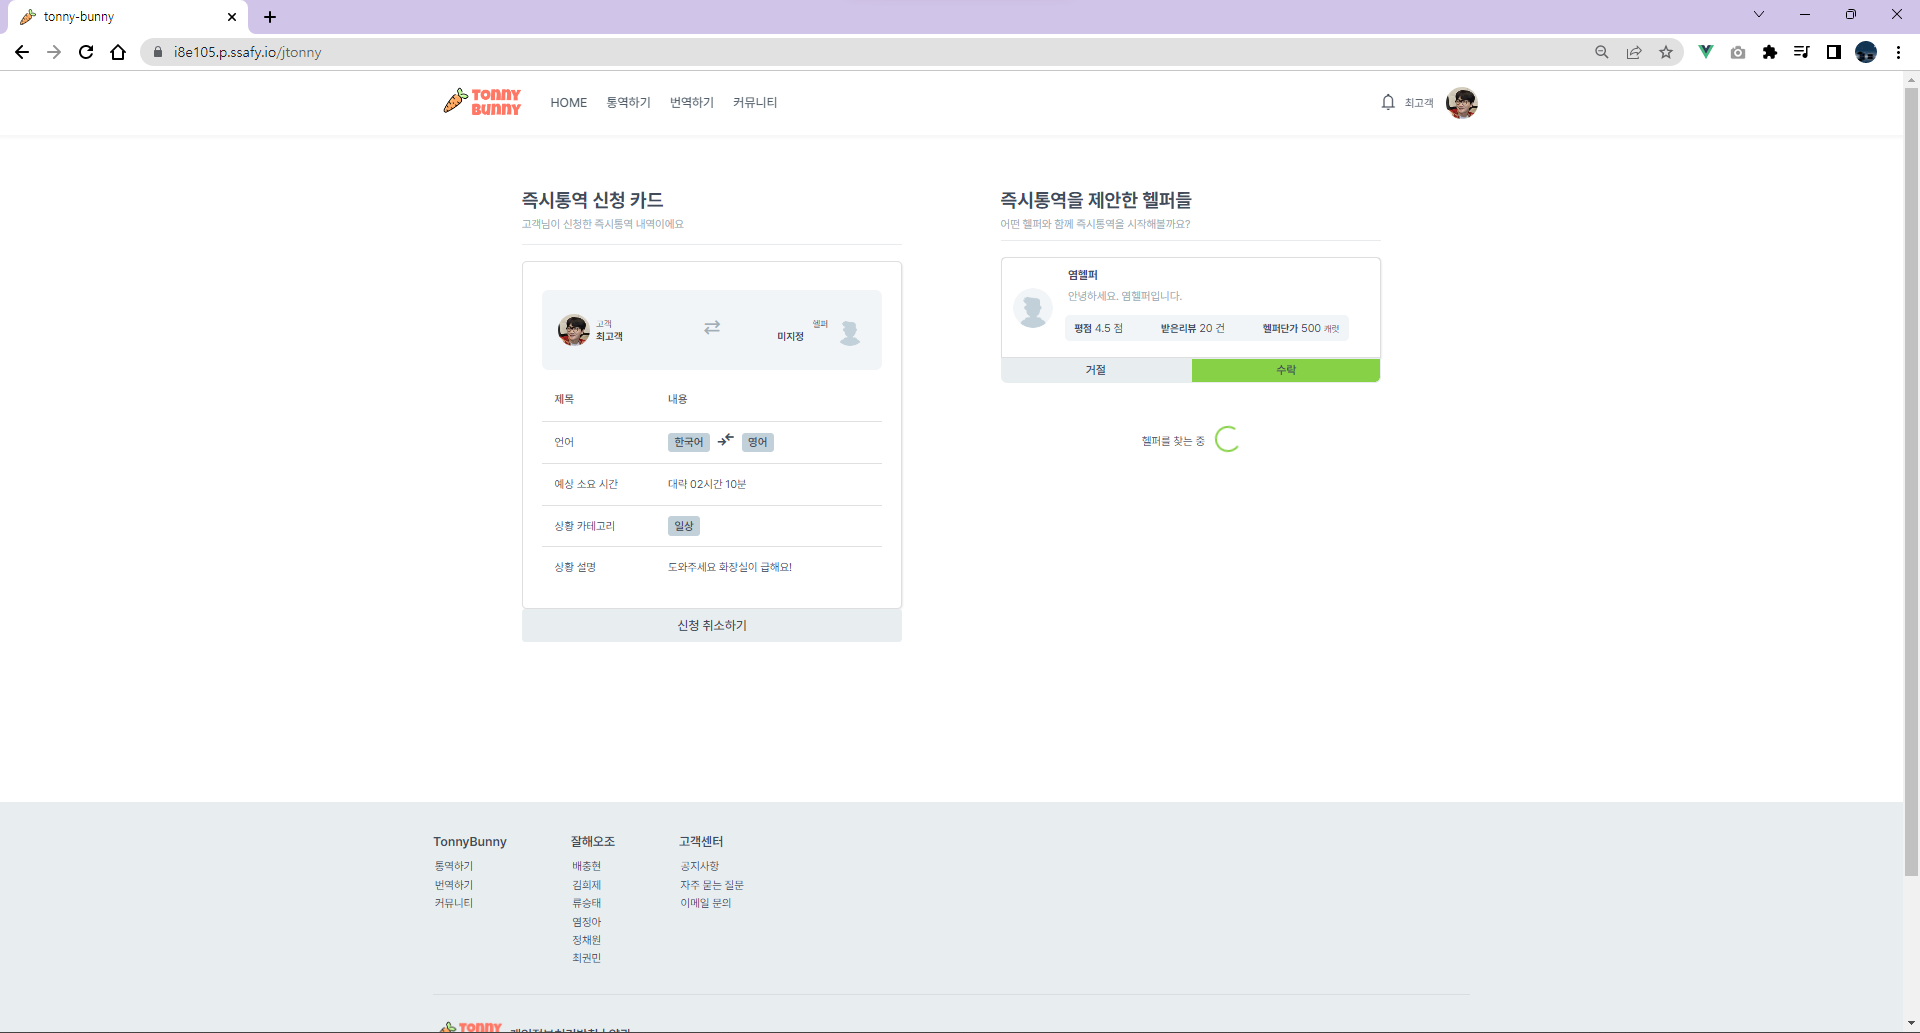 tonny-bunny
i8e105.p.ssafy.io/jtonny
TONNY BUNNY
HOME 통역하기 번역하기 커뮤니티
최고객
즉시통역 신청 카드
고객님이 신청한 즉시통역 내역이에요
고객
최고객
헬퍼
미지정
제목 내용
언어 한국어 영어
예상 소요 시간 대략 02시간 10분
상황 카테고리 일상
상황 설명 도와주세요 화장실이 급해요!
신청 취소하기
즉시통역을 제안한 헬퍼들
어떤 헬퍼와 함께 즉시통역을 시작해볼까요?
염헬퍼
안녕하세요. 염헬퍼입니다.
평점 4.5 점 받은리뷰 20 건 헬퍼단가 500 캐럿
거절 수락
헬퍼를 찾는 중
TonnyBunny
통역하기
번역하기
커뮤니티
잘해오조
배충현
김희제
류승태
염정아
정채원
최권민
고객센터
공지사항
자주 묻는 질문
이메일 문의
TONNY
개인정보처리방침 | 약관